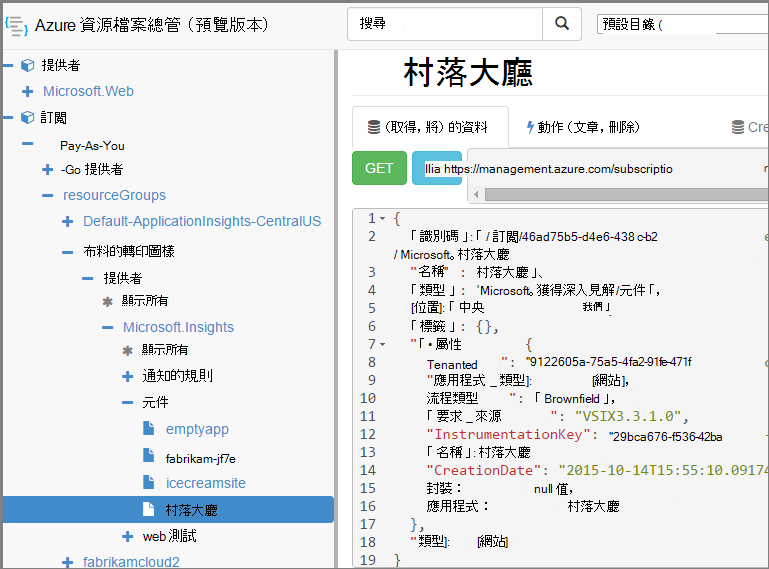 Azure 資源檔案總管 (預覽版本)
搜尋
預設目錄 (
提供者
Microsoft.Web
訂閱
Pay-As-You
-Go 提供者
resourceGroups
Default-ApplicationInsights-CentralUS
布料的轉印圖樣
提供者
顯示所有
Microsoft.Insights
顯示所有
通知的規則
元件
emptyapp
fabrikam-jf7e
icecreamsite
村落大廳
web 測試
fabrikamcloud2
村落大廳
(取得, 將) 的資料
動作 (文章, 刪除)
Cre
GET
llia https://management.azure.com/subscriptio
1 {
2 「識別碼」:「 / 訂閱/46ad75b5-d4e6-438 c-b2
/ Microsoft。村落大廳
3 "名稱" : 村落大廳」、
4 「類型 」: 'Microsoft。獲得深入見解/元件「,
5 [位置]:「 中央 我們」
6 「標籤 」: {},
7 "「• 屬性 {
8 Tenanted ": "9122605a-75a5-4fa2-91fe-471f
9 "應用程式 _ 類型]: [網站],
10 流程類型 ": 「 Brownfield 」,
11 「要求 _ 來源 ": "VSIX3.3.1.0",
12 "InstrumentationKey": "29bca676-f536-42ba
13 「名稱」: 村落大廳
14 "CreationDate": "2015-10-14T15:55:10.09174
15 封裝: null 值,
16 應用程式: 村落大廳
17 },
18 "類型]: [網站]
19 }